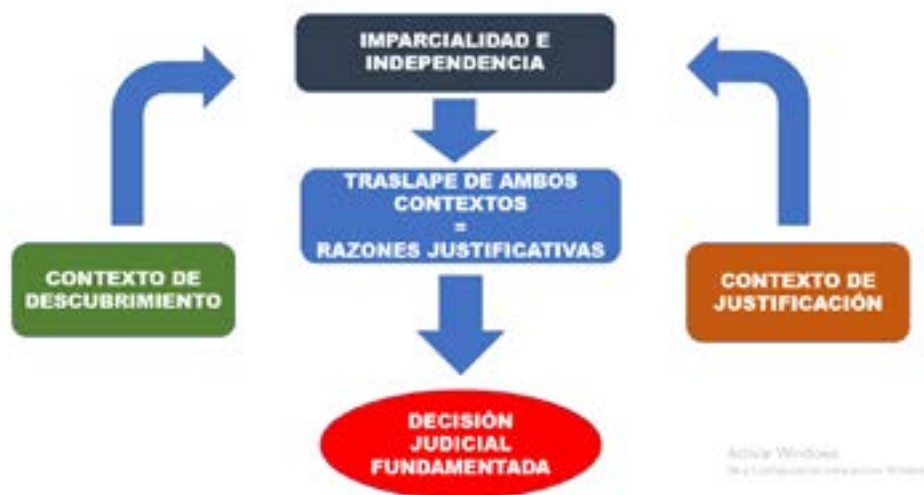 IMPARCIALIDAD E
INDEPENDENCIA
TRASLAPE DE AMBOS
CONTEXTOS
=
RAZONES JUSTIFICATIVAS
CONTEXTO DE
DESCUBRIMIENTO
CONTEXTO DE
JUSTIFICACIÓN
DECISIÓN
JUDICIAL
FUNDAMENTADA
Activar Windows